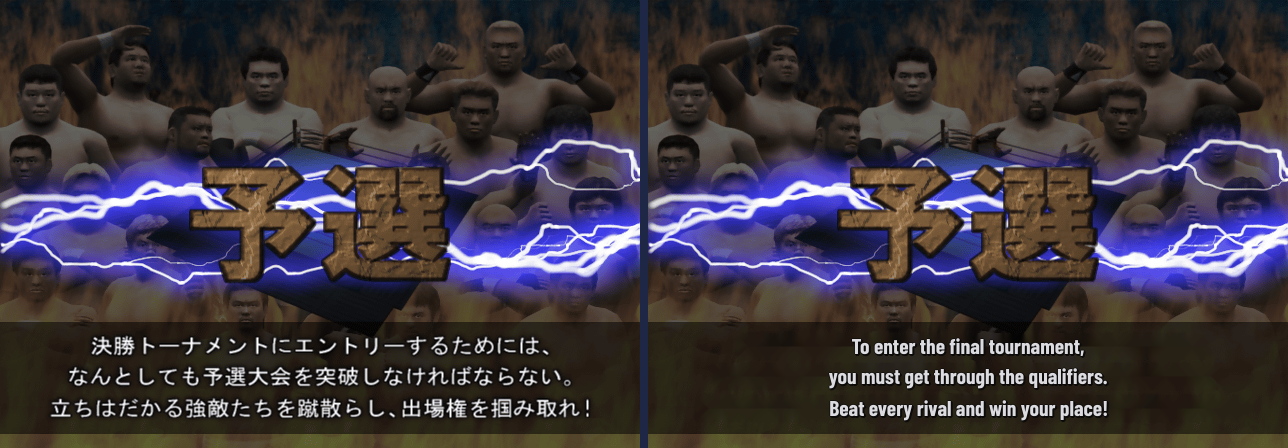 予選
決勝トーナメントにエントリーするためには、
なんとしても予選大会を突破しなければならない。
立ちはだかる強敵たちを蹴散らし、出場権を掴み取れ！
予選
To enter the final tournament,
you must get through the qualifiers.
Beat every rival and win your place!